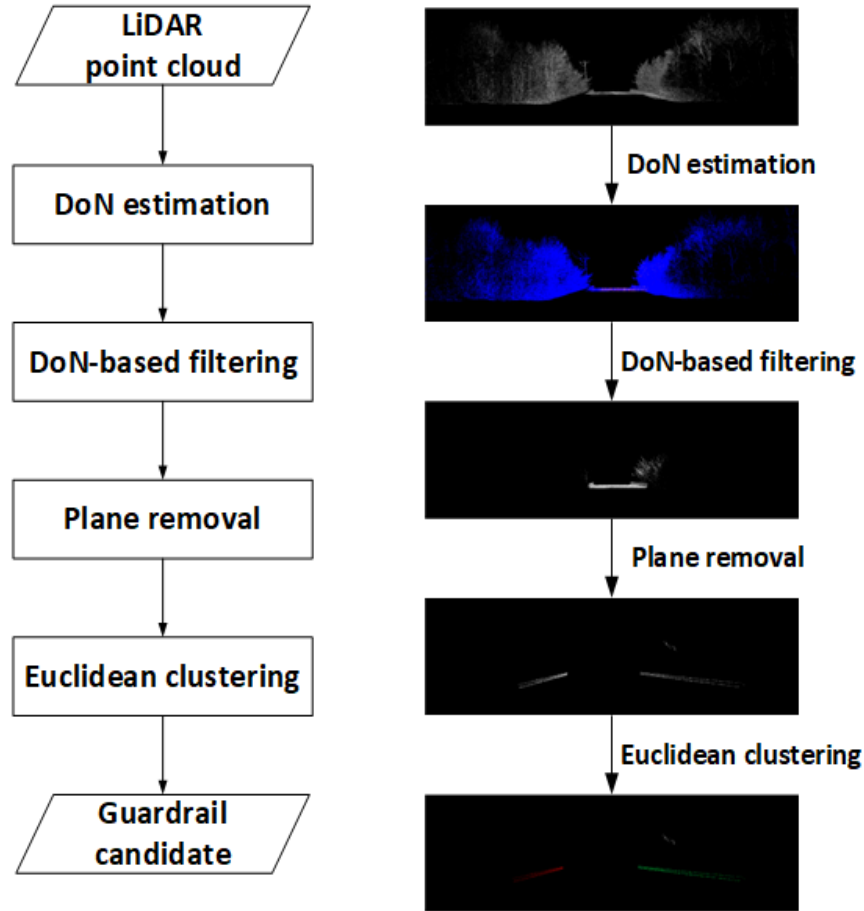 LiDAR
point cloud
DoN estimation
DoN-based filtering
Plane removal
Euclidean clustering
Guardrail
candidate
DoN estimation
DoN-based filtering
Plane removal
Euclidean clustering